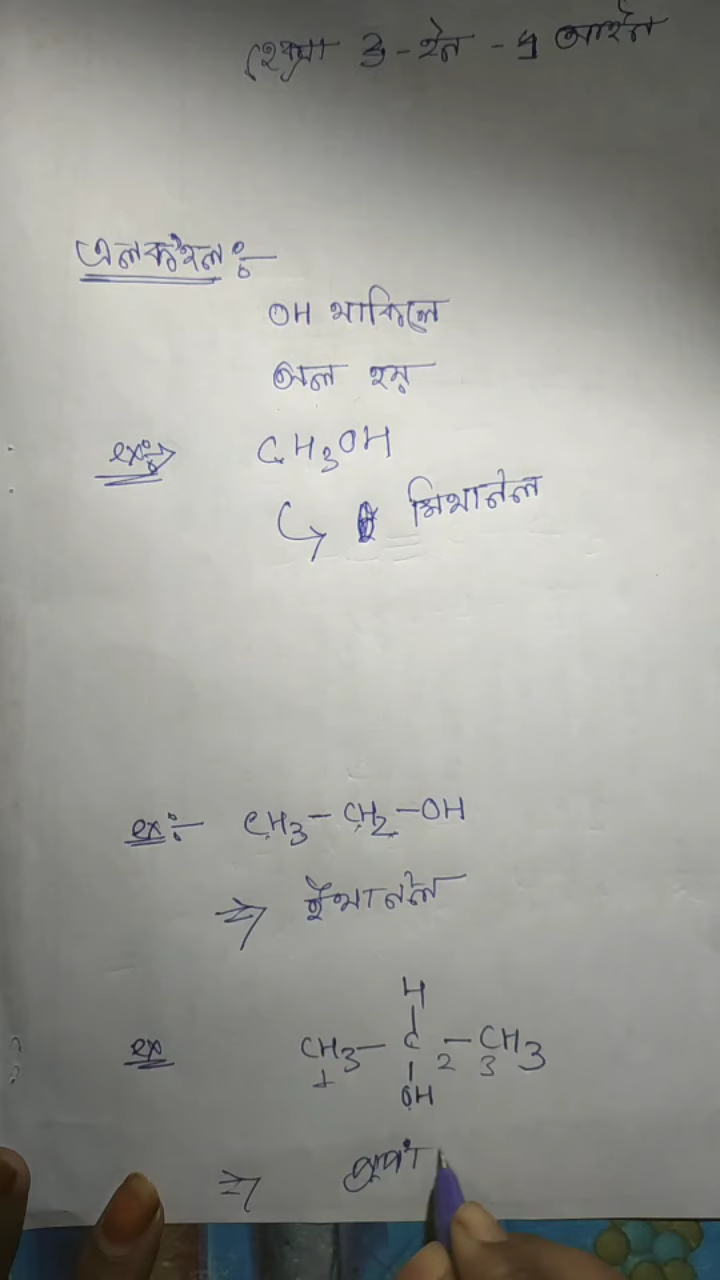 হেক্সা 3-ইন - 4 আইন
এলকহল ঃ-
OH থাকিলে
অল হয়
ex:⇒ CH₃OH
↳ মিথানল
ex:- CH₃-CH₂-OH
⇒ ইথানল
H
ex CH₃-C-CH₃
1 2 3
OH
⇒ প্রপা